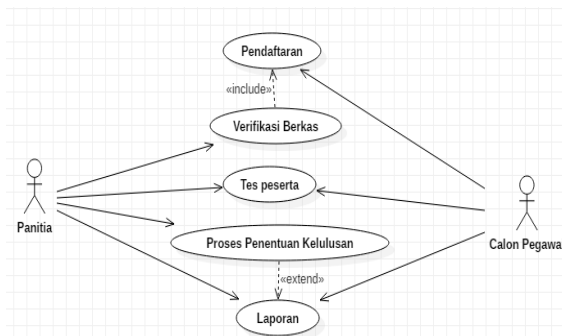 Pendaftaran
«include»
Verifikasi Berkas
Tes peserta
Panitia
Calon Pegawa
Proses Penentuan Kelulusan
«extend»
Laporan